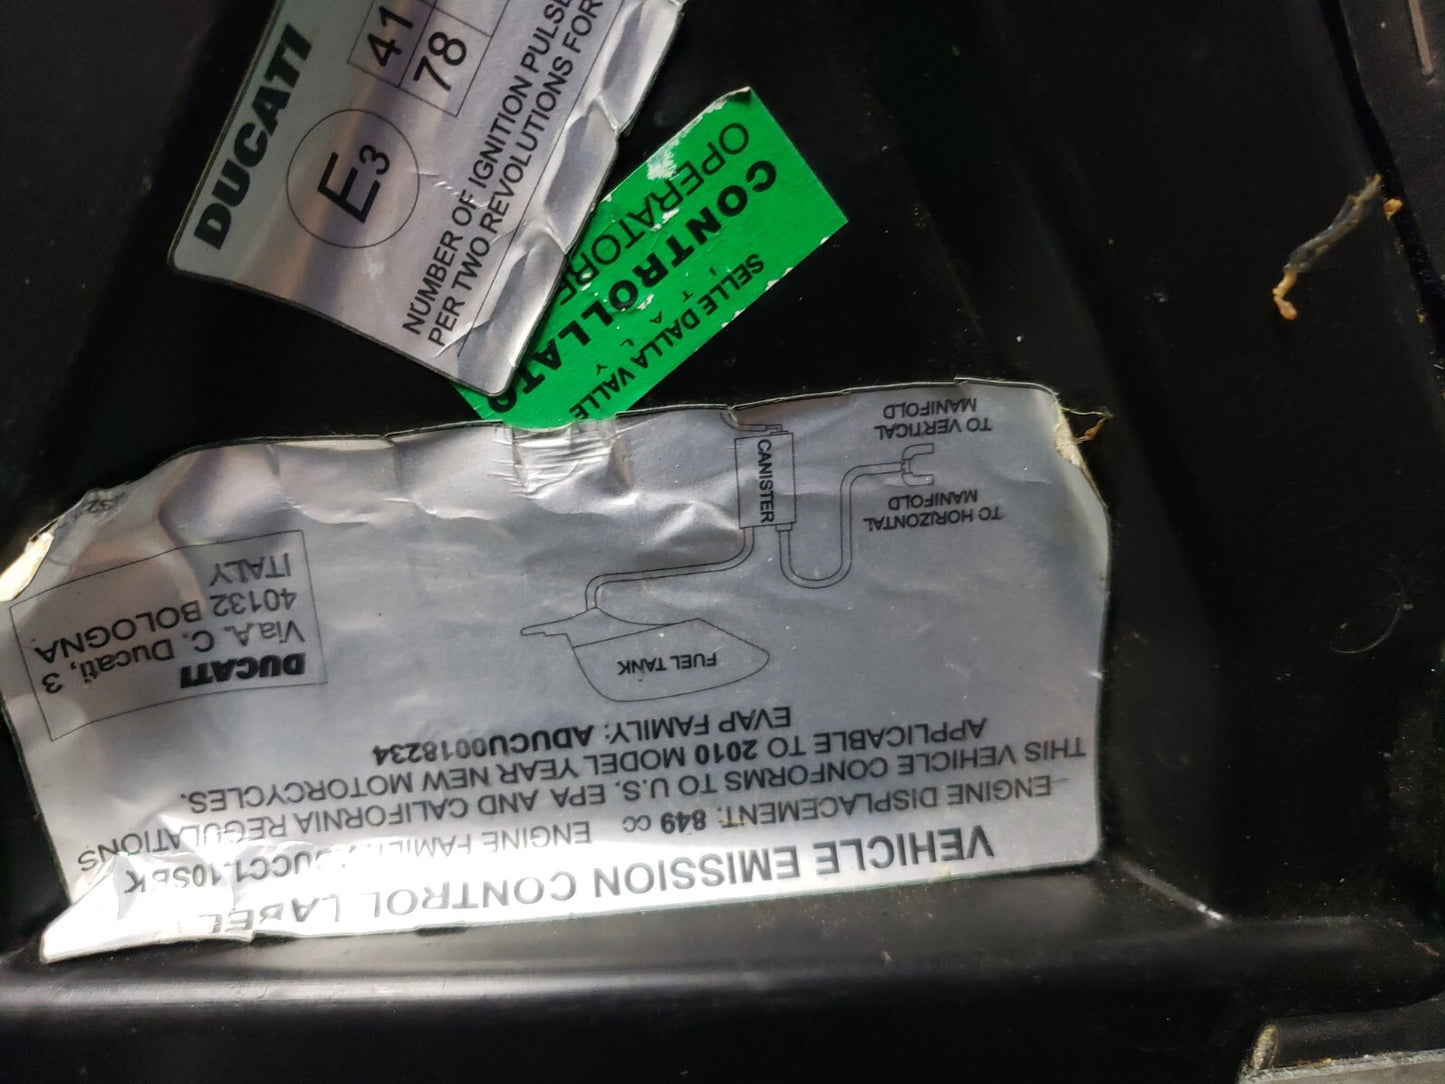 DUCATI
E3
41
78
NUMBER OF IGNITION PULSE
PER TWO REVOLUTIONS FOR
SELLE DALLA VALLE
ITALY
CONTROLLATO
OPERATORE
VEHICLE EMISSION CONTROL LABEL
ENGINE DISPLACEMENT: 849 cc ENGINE FAMILY:
THIS VEHICLE CONFORMS TO U.S. EPA AND CALIFORNIA REGULATIONS
APPLICABLE TO 2010 MODEL YEAR NEW MOTORCYCLES.
EVAP FAMILY: ADUCU0018234
DUCATI
Via.A. C. Ducati, 3
40132 BOLOGNA
ITALY
FUEL TANK
CANISTER
TO HORIZONTAL
MANIFOLD
TO VERTICAL
MANIFOLD